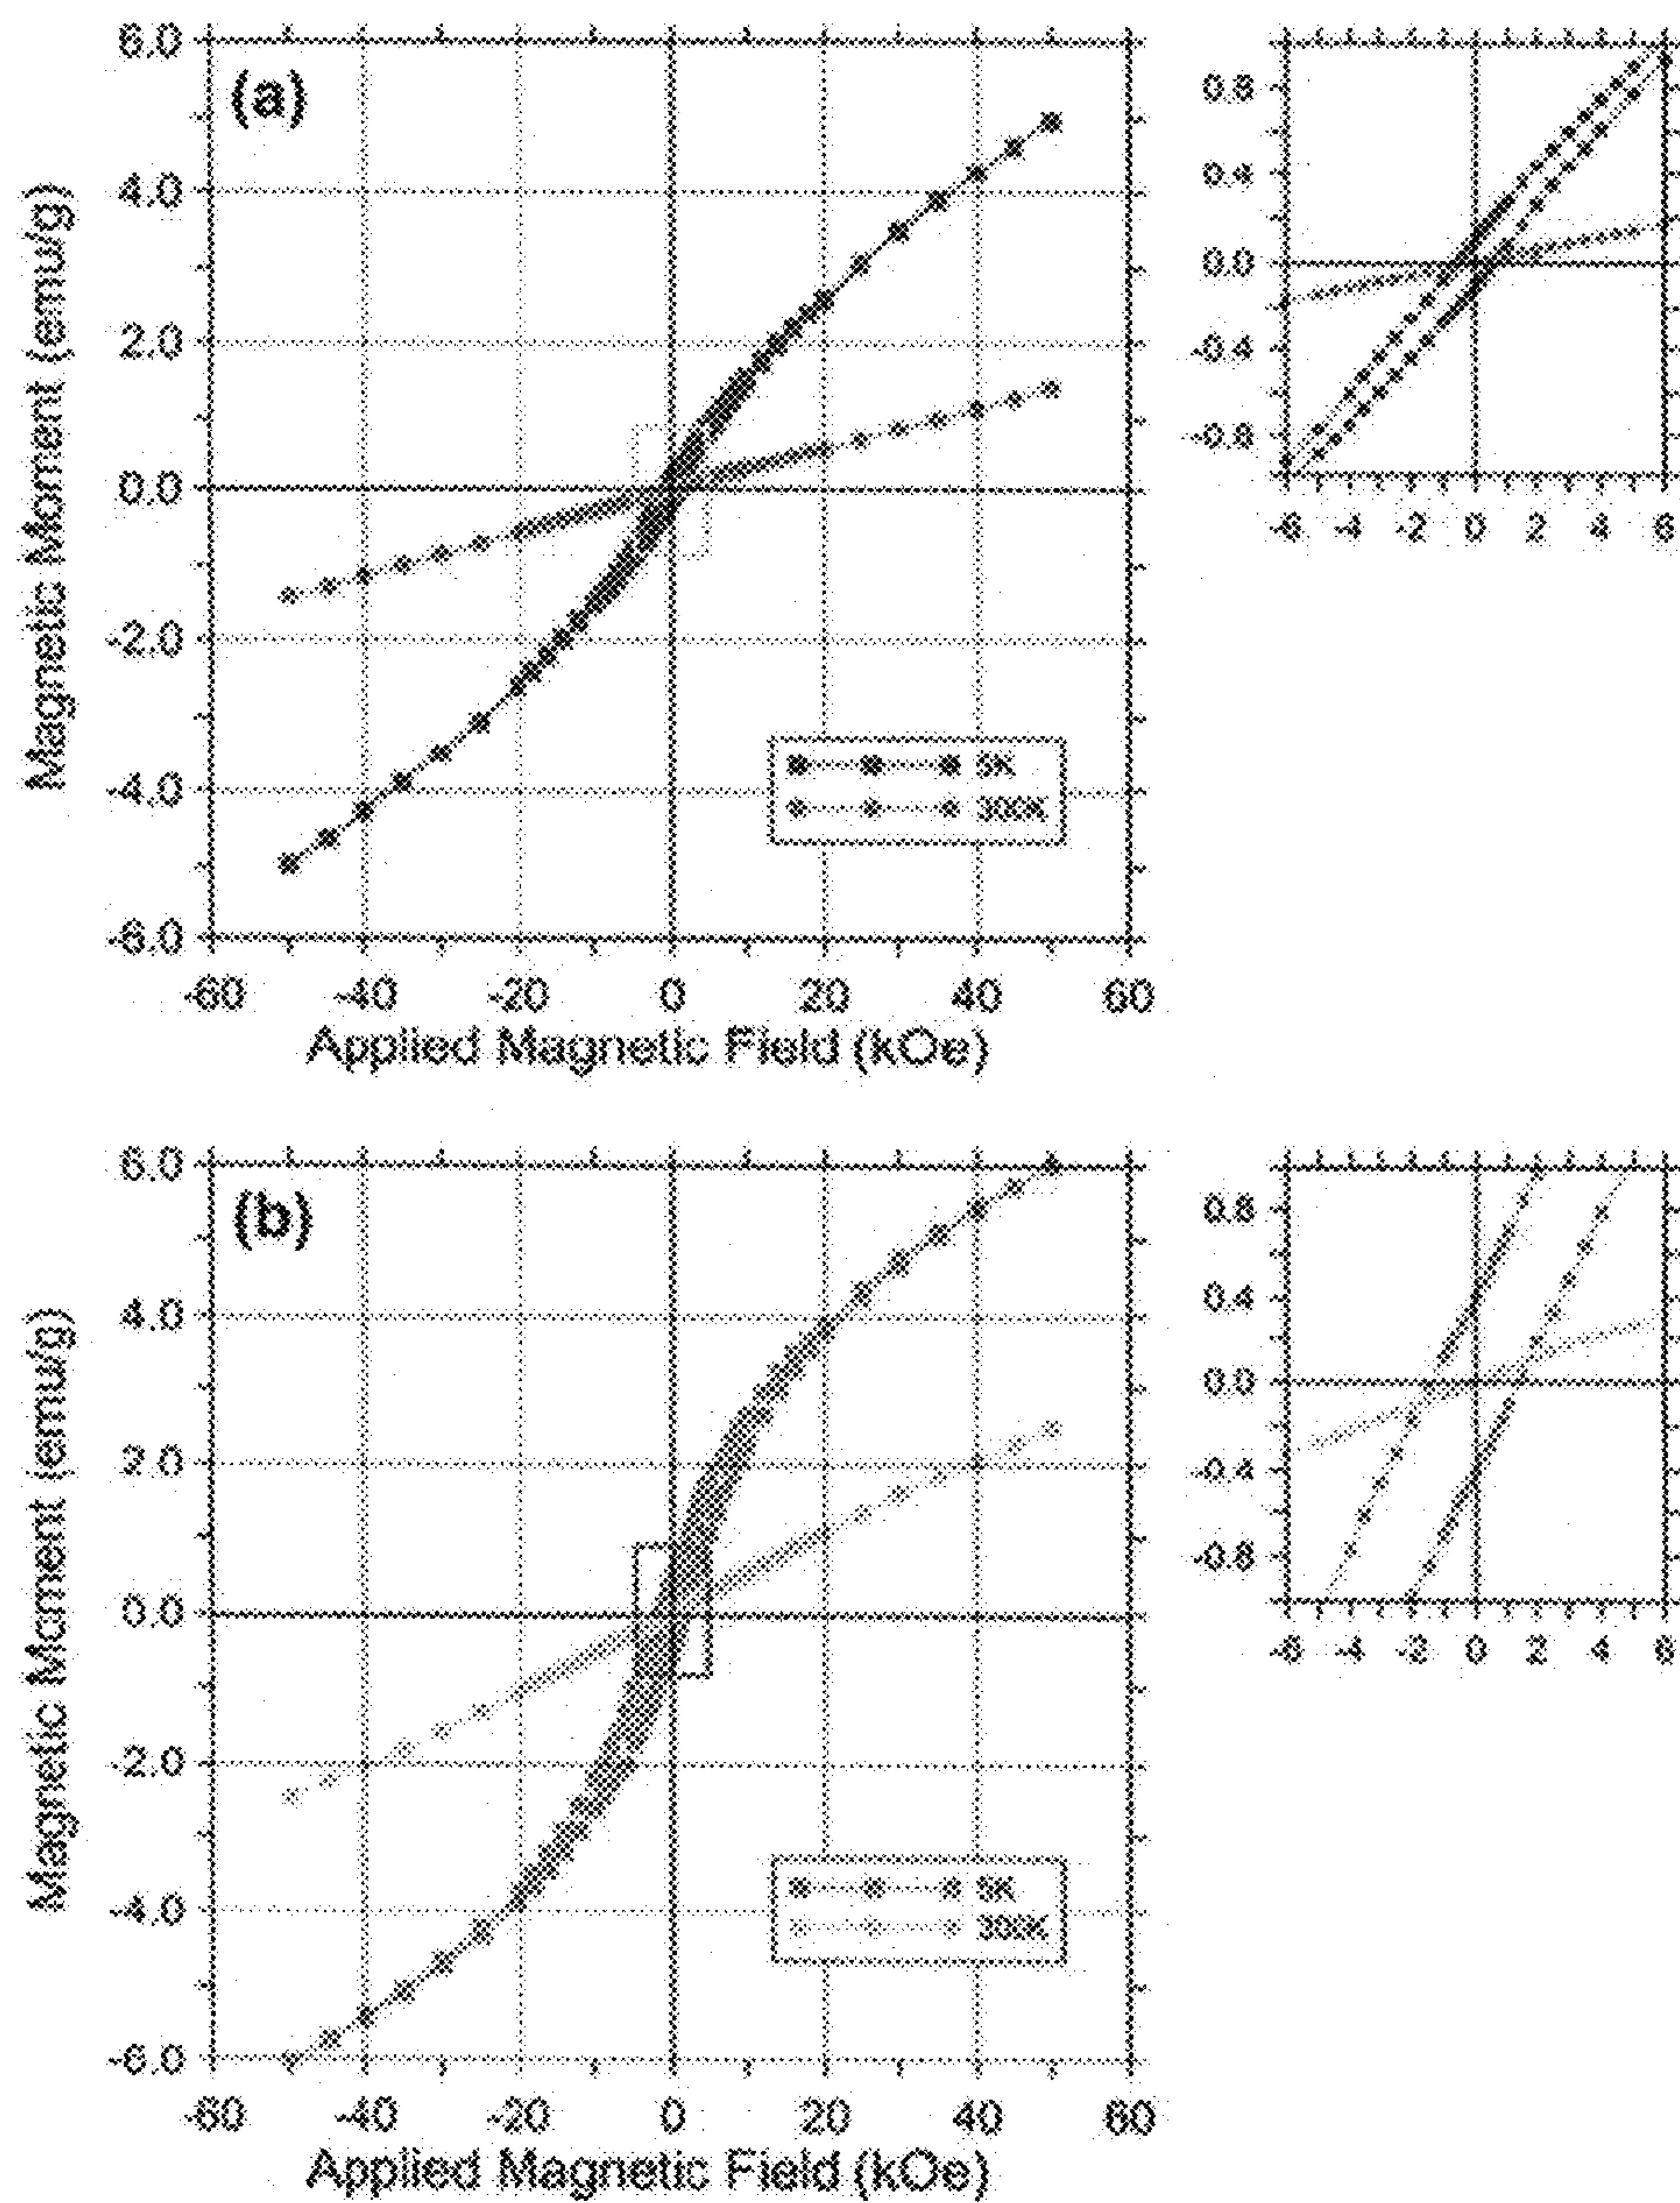 (a)
Magnetic Moment (emu/g)
6.0
4.0
2.0
0.0
-2.0
-4.0
-6.0
5K
300K
-60 -40 -20 0 20 40 60
Applied Magnetic Field (kOe)
0.8
0.4
0.0
-0.4
-0.8
-6 -4 -2 0 2 4 6
(b)
Magnetic Moment (emu/g)
6.0
4.0
2.0
0.0
-2.0
-4.0
-6.0
5K
300K
-60 -40 -20 0 20 40 60
Applied Magnetic Field (kOe)
0.8
0.4
0.0
-0.4
-0.8
-6 -4 -2 0 2 4 6